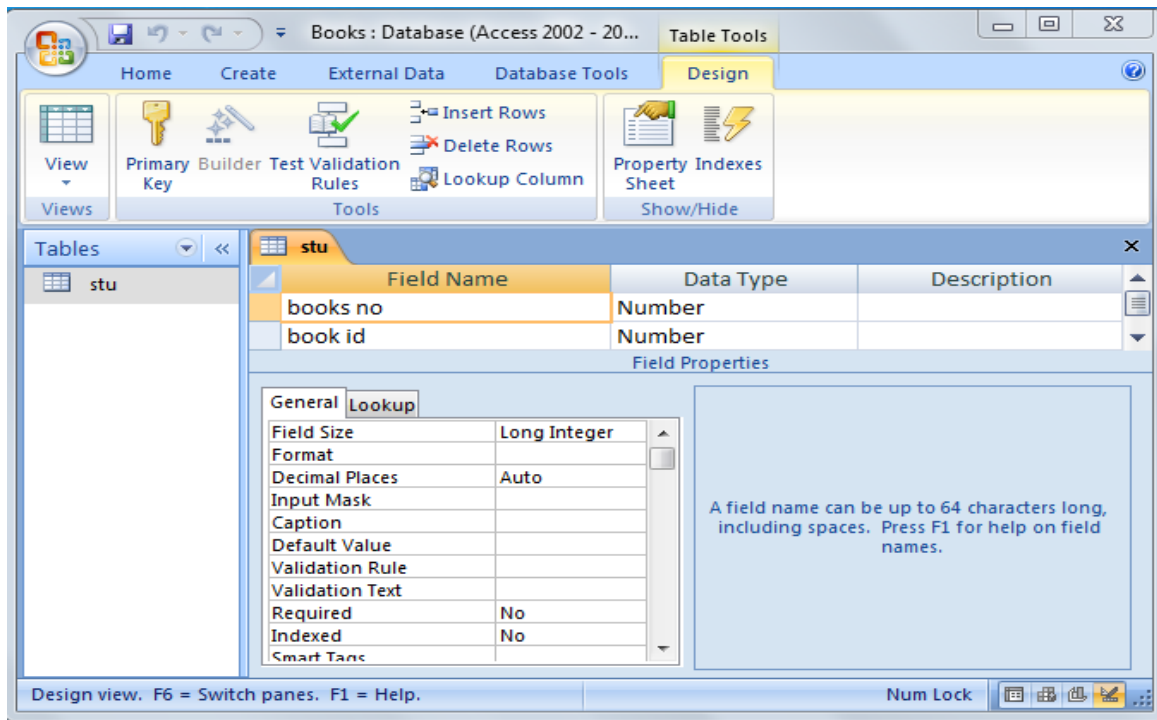 Books : Database (Access 2002 - 20...
Table Tools
Home Create External Data Database Tools Design
View
Primary Key
Builder
Test Validation Rules
Insert Rows
Delete Rows
Lookup Column
Property Sheet
Indexes
Views Tools Show/Hide
Tables
stu
stu
Field Name Data Type Description
books no Number
book id Number
Field Properties
General Lookup
Field Size Long Integer
Format
Decimal Places Auto
Input Mask
Caption
Default Value
Validation Rule
Validation Text
Required No
Indexed No
Smart Tags
A field name can be up to 64 characters long,
including spaces. Press F1 for help on field
names.
Design view. F6 = Switch panes. F1 = Help.
Num Lock